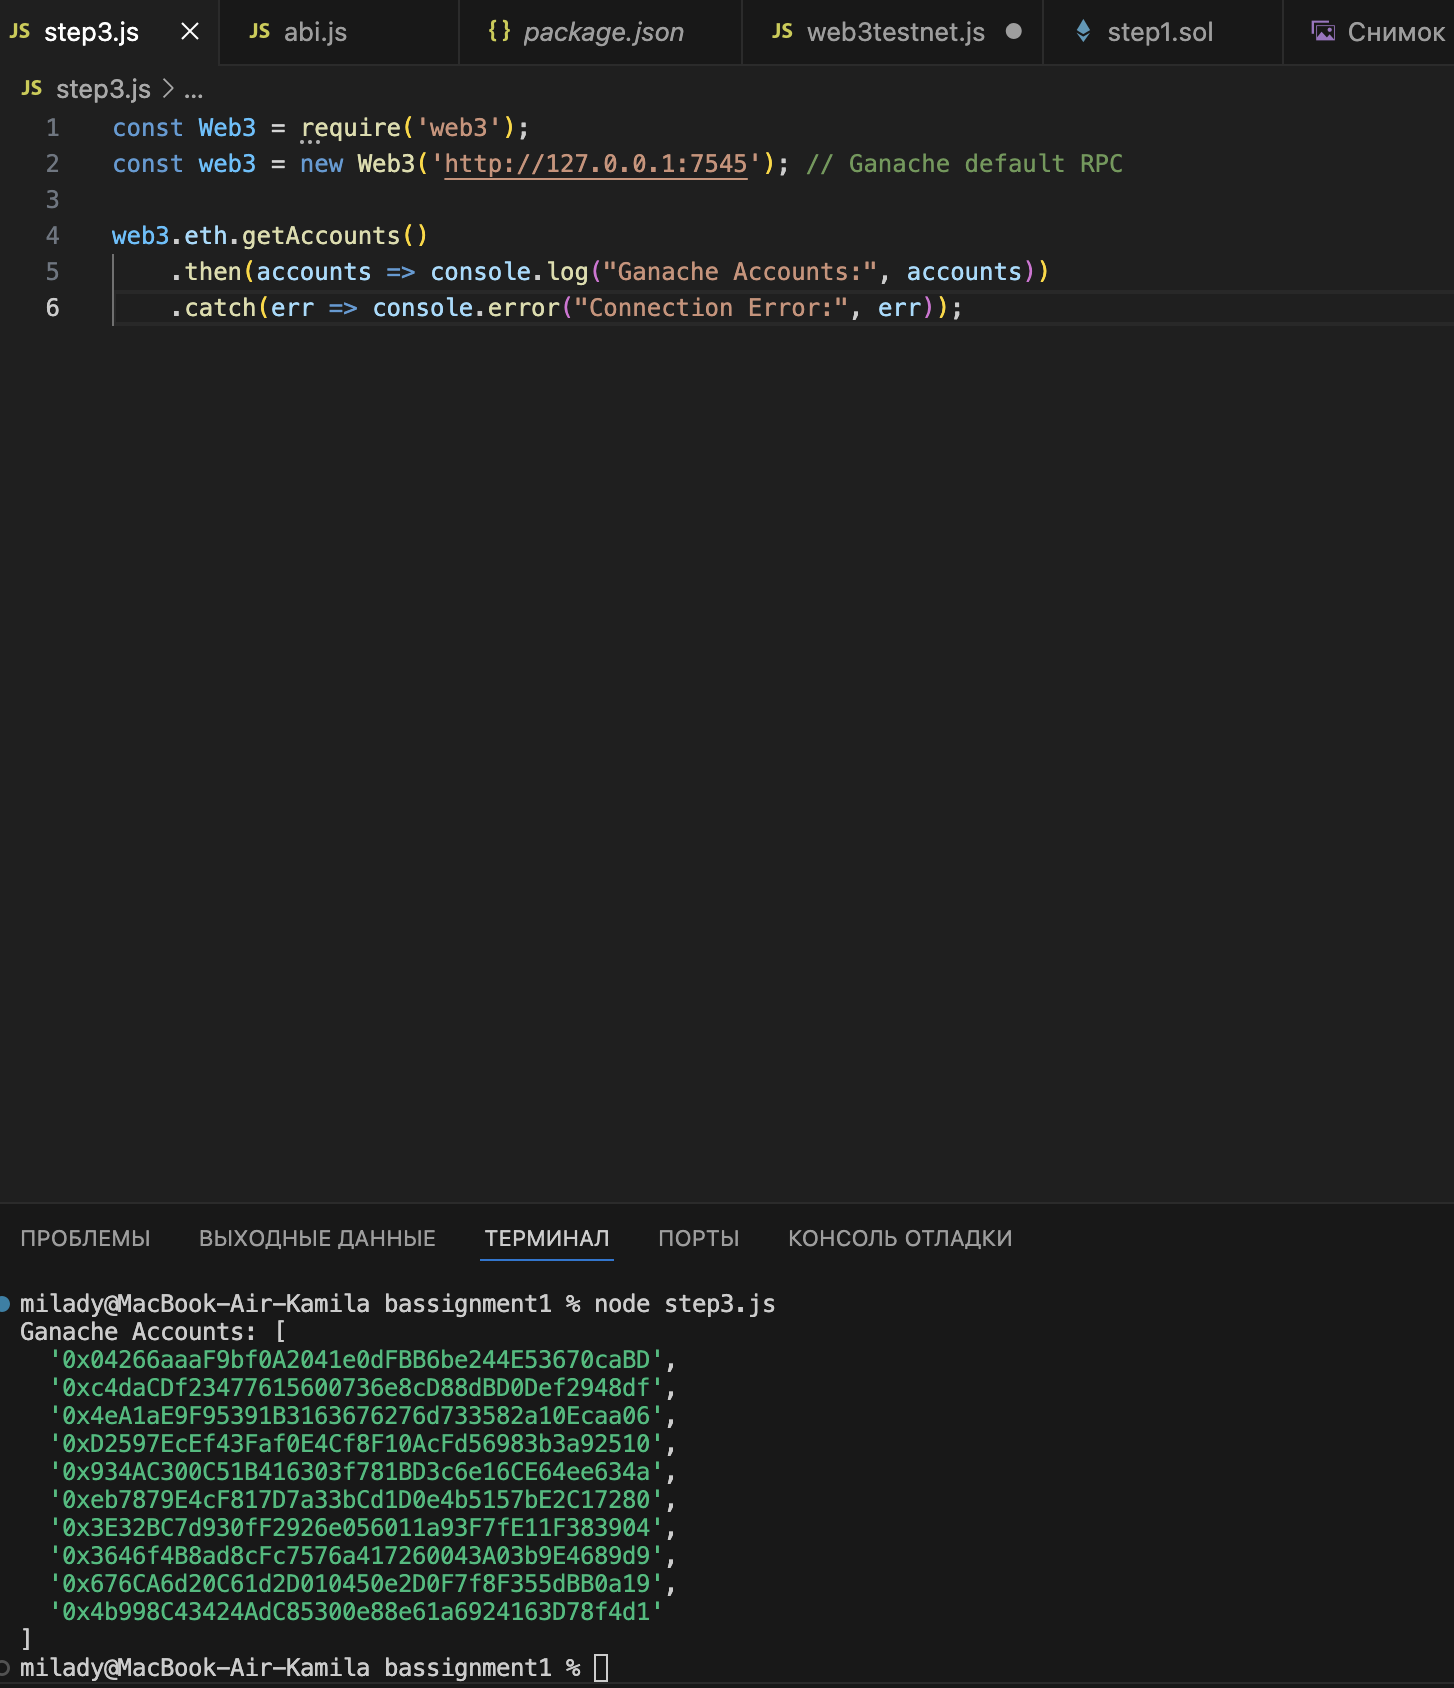 JS step3.js JS abi.js {} package.json JS web3testnet.js step1.sol Снимок
JS step3.js > ...
1 const Web3 = require('web3');
2 const web3 = new Web3('http://127.0.0.1:7545'); // Ganache default RPC
3
4 web3.eth.getAccounts()
5 .then(accounts => console.log("Ganache Accounts:", accounts))
6 .catch(err => console.error("Connection Error:", err));
ПРОБЛЕМЫ ВЫХОДНЫЕ ДАННЫЕ ТЕРМИНАЛ ПОРТЫ КОНСОЛЬ ОТЛАДКИ
milady@MacBook-Air-Kamila bassignment1 % node step3.js
Ganache Accounts: [
'0x04266aaaF9bf0A2041e0dFBB6be244E53670caBD',
'0xc4daCDf23477615600736e8cD88dBD0Def2948df',
'0x4eA1aE9F95391B3163676276d733582a10Ecaa06',
'0xD2597EcEf43Faf0E4Cf8F10AcFd56983b3a92510',
'0x934AC300C51B416303f781BD3c6e16CE64ee634a',
'0xeb7879E4cF817D7a33bCd1D0e4b5157bE2C17280',
'0x3E32BC7d930fF2926e056011a93F7fE11F383904',
'0x3646f4B8ad8cFc7576a417260043A03b9E4689d9',
'0x676CA6d20C61d2D010450e2D0F7f8F355dBB0a19',
'0x4b998C43424AdC85300e88e61a6924163D78f4d1'
]
milady@MacBook-Air-Kamila bassignment1 %